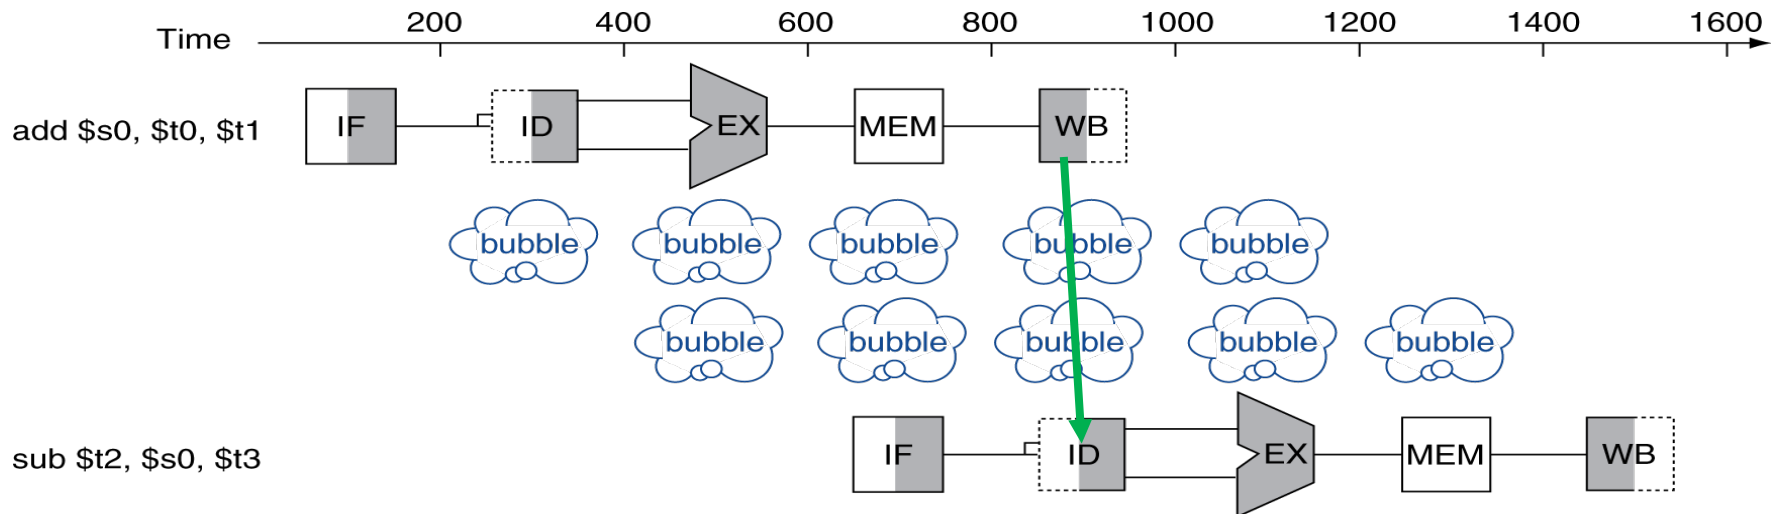 Time 200 400 600 800 1000 1200 1400 1600
add $s0, $t0, $t1 IF ID EX MEM WB
bubble bubble bubble bubble bubble
bubble bubble bubble bubble bubble
sub $t2, $s0, $t3 IF ID EX MEM WB